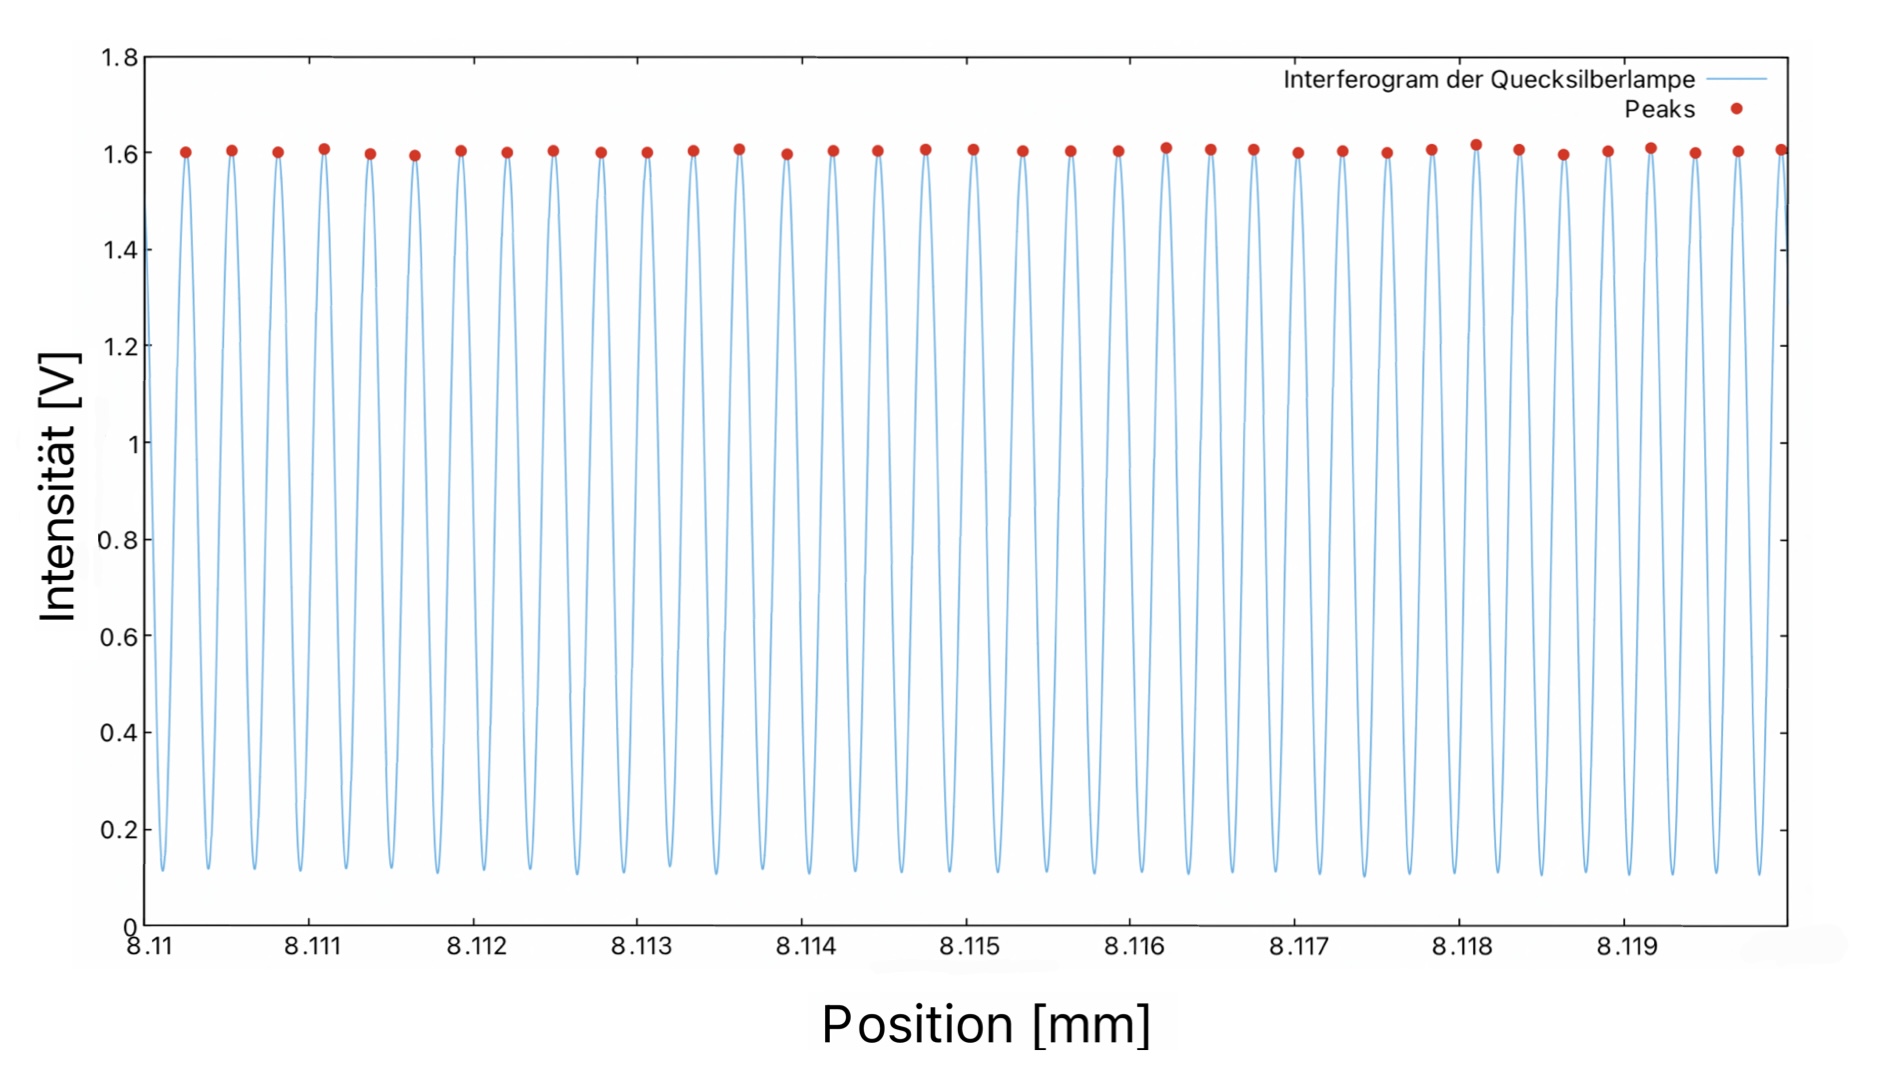 1.8
Interferogram der Quecksilberlampe
Peaks
1.6
1.4
1.2
1
0.8
0.6
0.4
0.2
0
Intensität [V]
8.11 8.111 8.112 8.113 8.114 8.115 8.116 8.117 8.118 8.119
Position [mm]